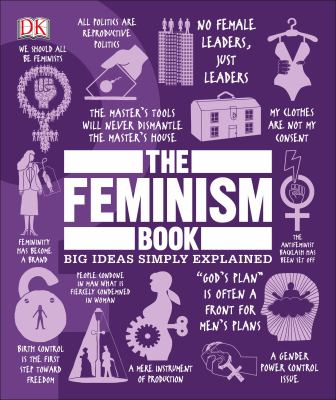 DK
WE SHOULD ALL
BE FEMINISTS
ALL POLITICS ARE
REPRODUCTIVE
POLITICS
NO FEMALE
LEADERS,
JUST
LEADERS
THE MASTER'S TOOLS
WILL NEVER DISMANTLE
THE MASTER'S HOUSE
MY CLOTHES
ARE NOT MY
CONSENT
THE
FEMINISM
BOOK
BIG IDEAS SIMPLY EXPLAINED
FEMININITY
HAS BECOME
A BRAND
THE
ANTIFEMINIST
BACKLASH HAS
BEEN SET OFF
PEOPLE CONDONE
IN MAN WHAT IS
FIERCELY CONDEMNED
IN WOMAN
"GOD'S PLAN"
IS OFTEN A
FRONT FOR
MEN'S PLANS
BIRTH CONTROL
IS THE FIRST
STEP TOWARD
FREEDOM
A MERE INSTRUMENT
OF PRODUCTION
A GENDER
POWER CONTROL
ISSUE